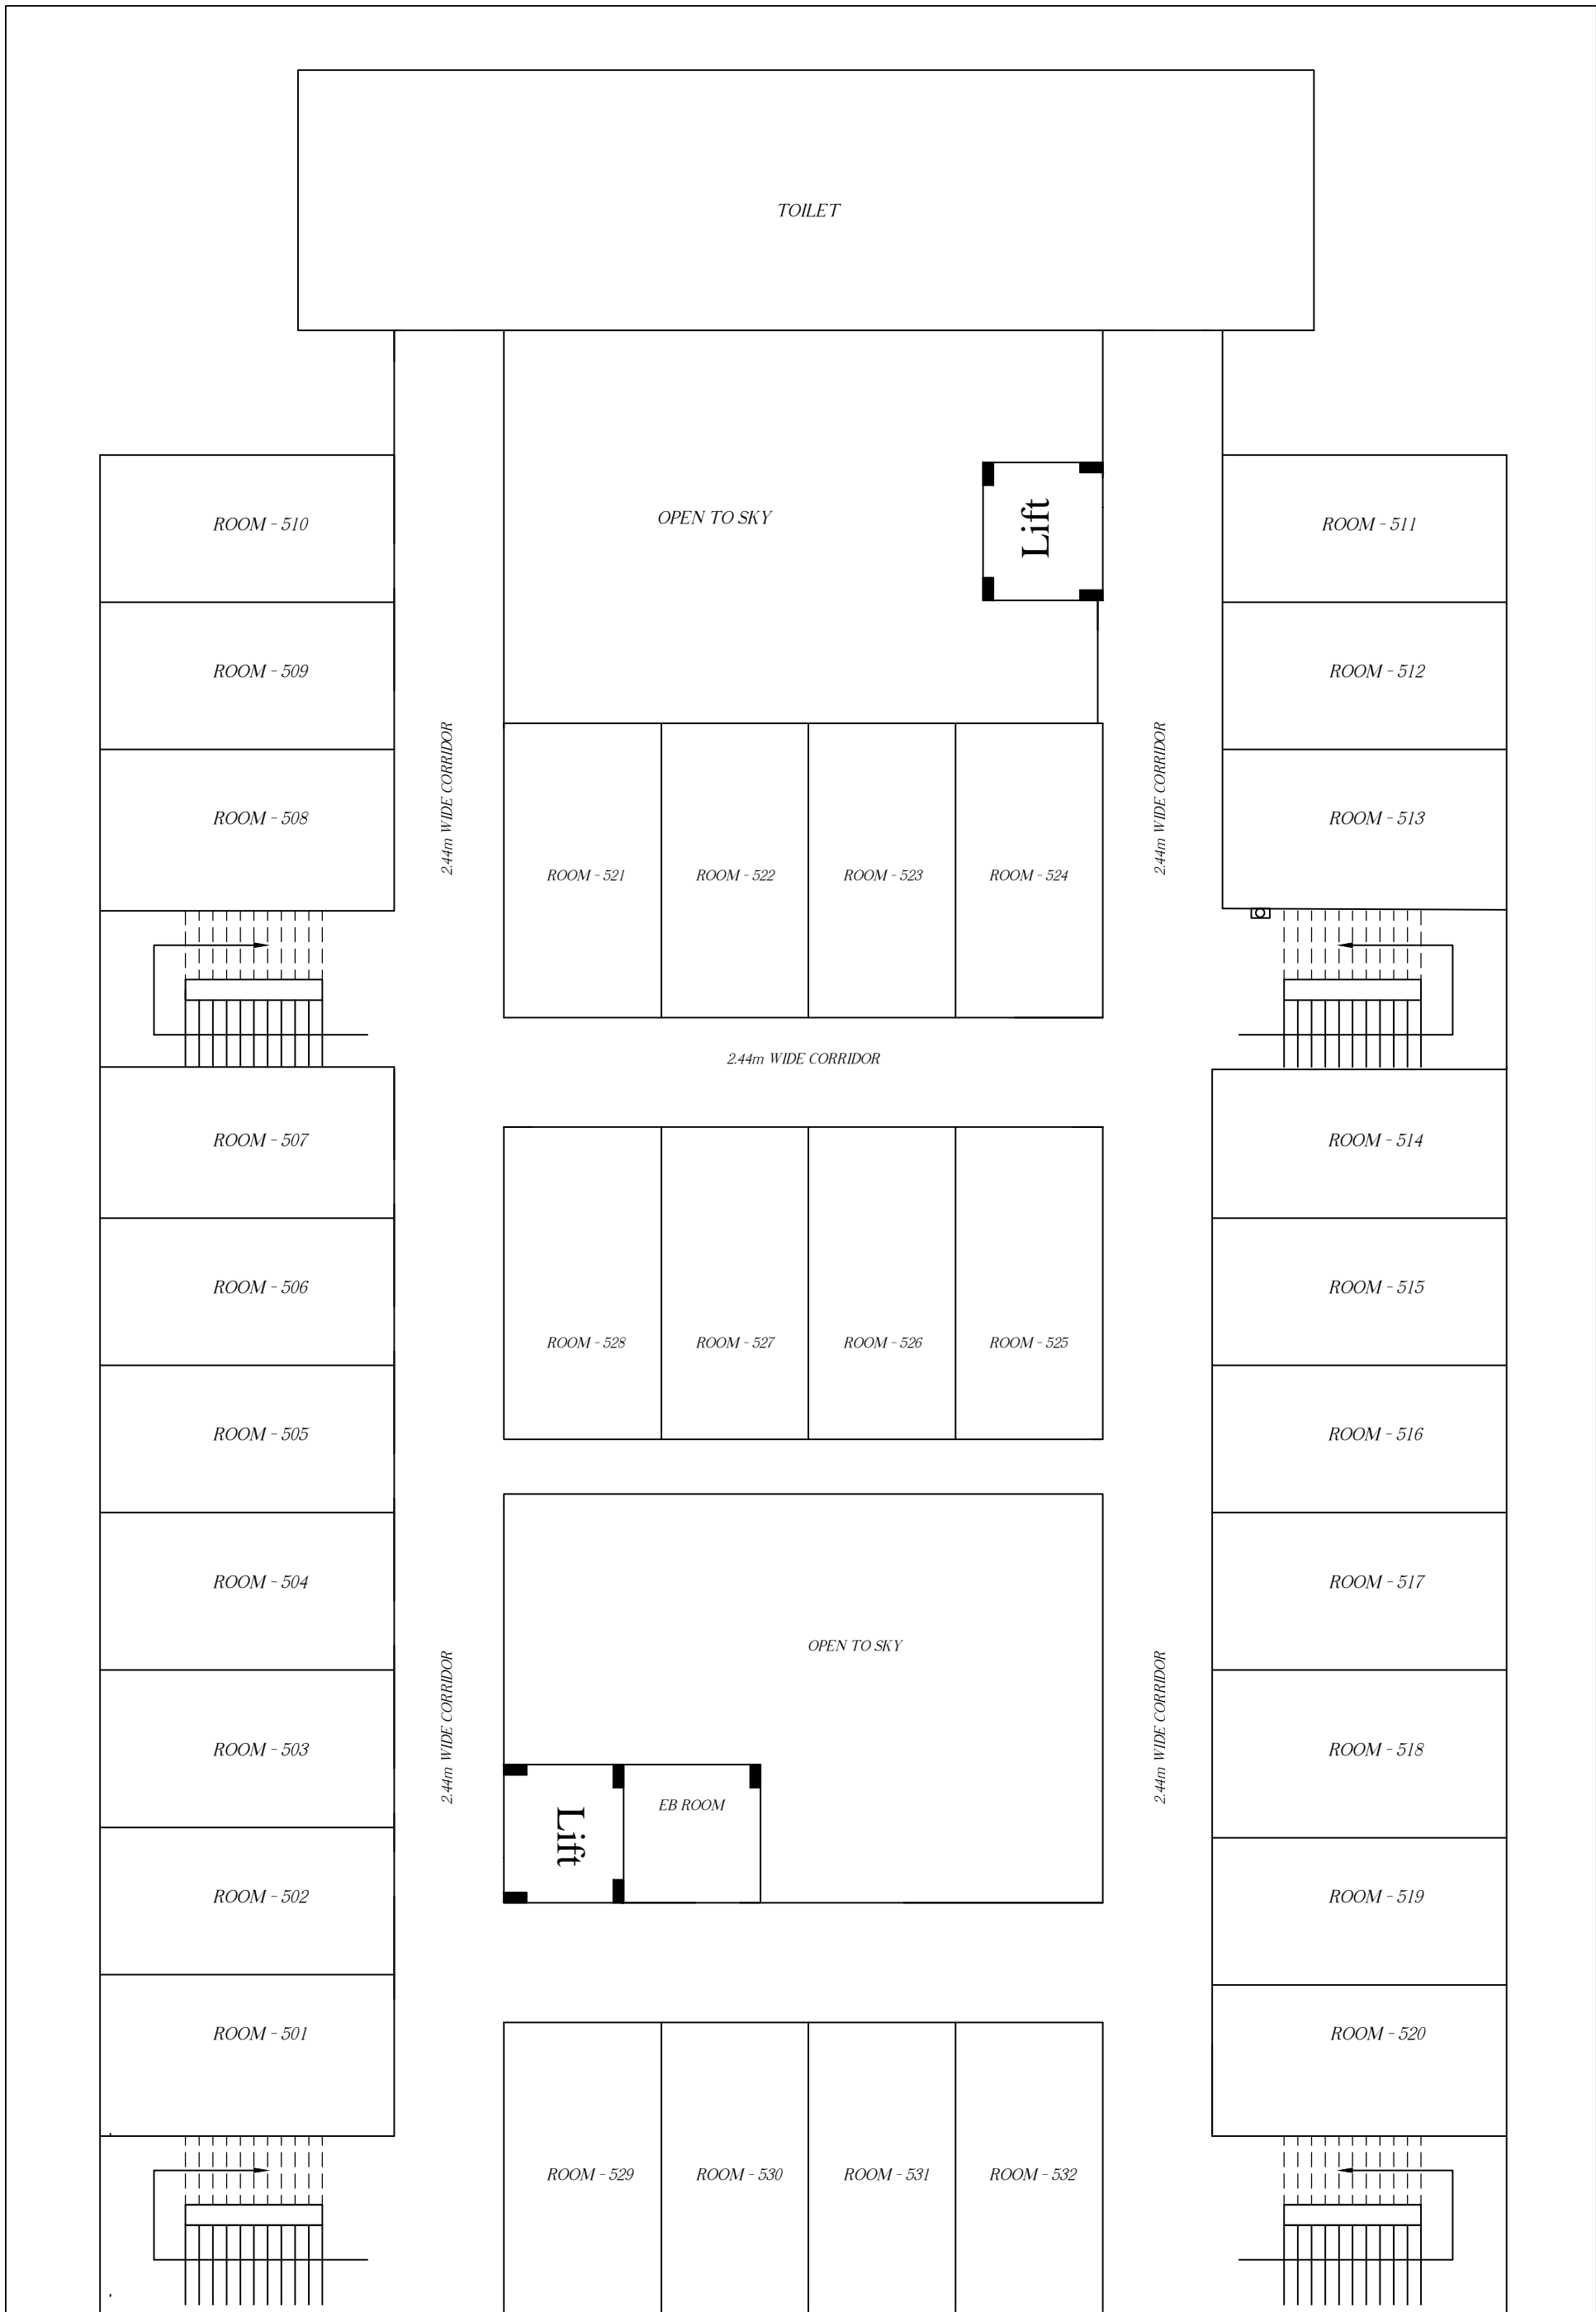 TOILET
OPEN TO SKY
Lift
ROOM - 510
ROOM - 511
ROOM - 509
ROOM - 512
2.44m WIDE CORRIDOR
2.44m WIDE CORRIDOR
ROOM - 508
ROOM - 513
ROOM - 521
ROOM - 522
ROOM - 523
ROOM - 524
2.44m WIDE CORRIDOR
ROOM - 507
ROOM - 514
ROOM - 506
ROOM - 515
ROOM - 528
ROOM - 527
ROOM - 526
ROOM - 525
ROOM - 505
ROOM - 516
ROOM - 504
ROOM - 517
OPEN TO SKY
2.44m WIDE CORRIDOR
2.44m WIDE CORRIDOR
ROOM - 503
ROOM - 518
EB ROOM
Lift
ROOM - 502
ROOM - 519
ROOM - 501
ROOM - 520
ROOM - 529
ROOM - 530
ROOM - 531
ROOM - 532